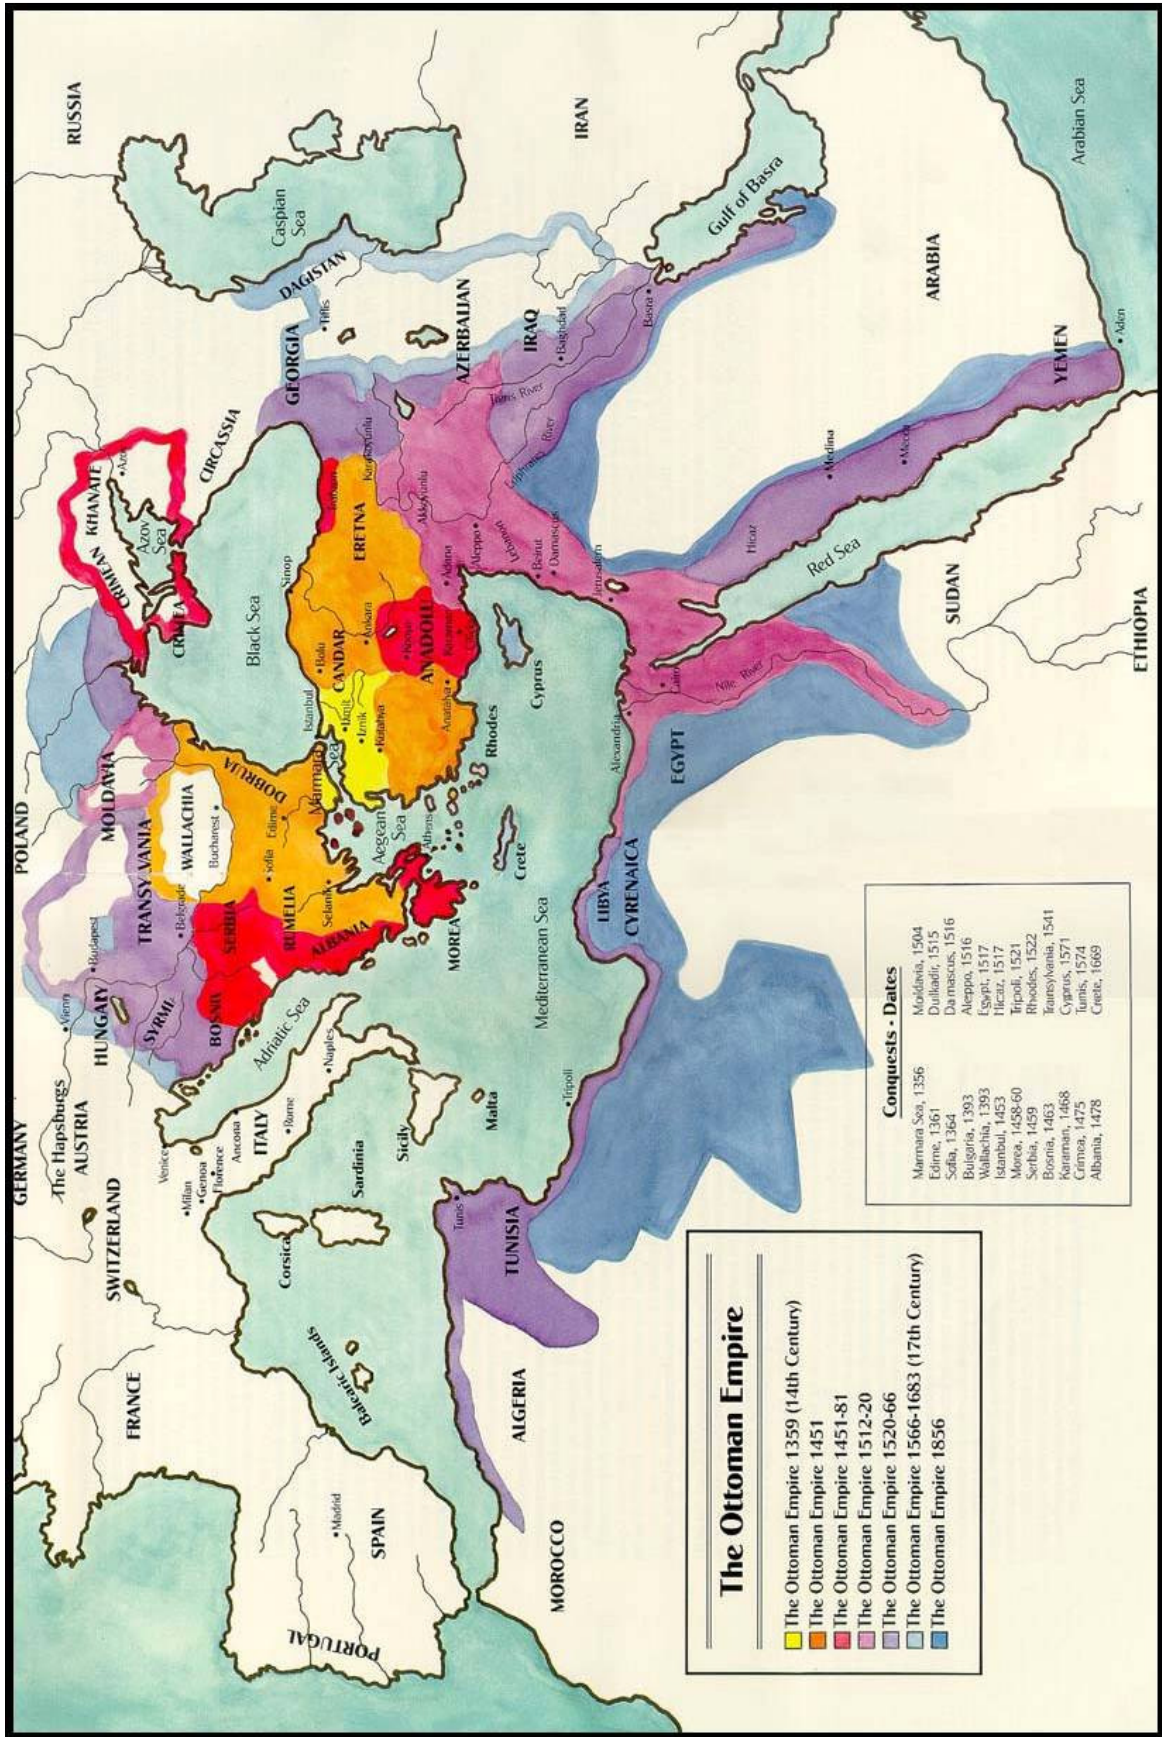 GERMANY
POLAND
RUSSIA
The Hapsburgs
AUSTRIA
SWITZERLAND
FRANCE
HUNGARY
Budapest
TRANSYLVANIA
MOLDAVIA
CRIMEAN KHANATE
Azov Sea
CRIMEA
CIRCASSIA
Caspian Sea
DAGISTAN
Tiflis
GEORGIA
AZERBAIJAN
IRAN
SYRMI
Belgrade
WALLACHIA
Bucharest
DOBRUJA
BOSNIA
SERBIA
RUMELIA
ALBANIA
Sofia
Edirne
Selanik
Black Sea
Venice
Milan
Genoa
Florence
Ancona
ITALY
Rome
Naples
Adriatic Sea
Corsica
Sardinia
Sicily
Malta
Balearic Islands
Madrid
SPAIN
PORTUGAL
MOREA
Athens
Aegean Sea
Marmara Sea
Istanbul
Iznit
Iznik
Kutahya
Bolu
CANDAR
Ankara
Sinop
ERETNA
ANADOLU
Konya
Antalya
Adana
Akkoyunlu
Karakoyunlu
Rhodes
Crete
Cyprus
Mediterranean Sea
Aleppo
Lebanon
Beirut
Damascus
Jerusalem
Tigris River
Euphrates River
IRAQ
Baghdad
Basra
Gulf of Basra
Tunis
TUNISIA
ALGERIA
MOROCCO
Tripoli
LIBYA
CYRENAICA
Alexandria
Cairo
EGYPT
Nile River
Hicaz
Medina
Mecca
Red Sea
ARABIA
SUDAN
ETHIOPIA
YEMEN
Aden
Arabian Sea
The Ottoman Empire
The Ottoman Empire 1359 (14th Century)
The Ottoman Empire 1451
The Ottoman Empire 1451-81
The Ottoman Empire 1512-20
The Ottoman Empire 1520-66
The Ottoman Empire 1566-1683 (17th Century)
The Ottoman Empire 1856
Conquests - Dates
Marmara Sea, 1356
Edirne, 1361
Sofia, 1364
Bulgaria, 1393
Wallachia, 1393
Istanbul, 1453
Morea, 1458-60
Serbia, 1459
Bosnia, 1463
Karaman, 1468
Crimea, 1475
Albania, 1478
Moldavia, 1504
Dulkadir, 1515
Damascus, 1516
Aleppo, 1516
Egypt, 1517
Hicaz, 1517
Tripoli, 1521
Rhodes, 1522
Transylvania, 1541
Cyprus, 1571
Tunis, 1574
Crete, 1669